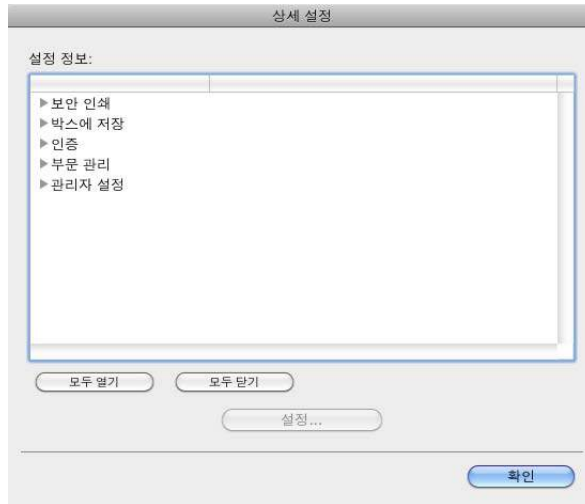 상세 설정
설정 정보:
보안 인쇄
박스에 저장
인증
부문 관리
관리자 설정
모두 열기 모두 닫기
설정...
확인